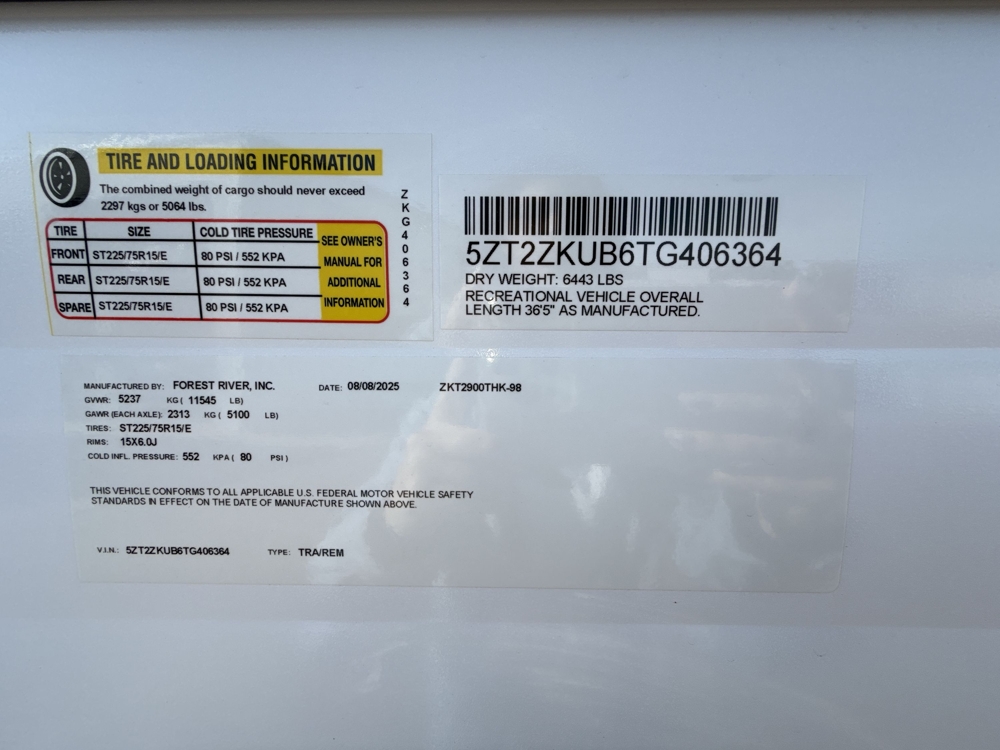 TIRE AND LOADING INFORMATION
The combined weight of cargo should never exceed
2297 kgs or 5064 lbs.
TIRE SIZE COLD TIRE PRESSURE
FRONT ST225/75R15/E 80 PSI / 552 KPA
REAR ST225/75R15/E 80 PSI / 552 KPA
SPARE ST225/75R15/E 80 PSI / 552 KPA
SEE OWNER'S
MANUAL FOR
ADDITIONAL
INFORMATION
ZKG406364
5ZT2ZKUB6TG406364
DRY WEIGHT: 6443 LBS
RECREATIONAL VEHICLE OVERALL
LENGTH 36'5" AS MANUFACTURED.
MANUFACTURED BY: FOREST RIVER, INC. DATE: 08/08/2025 ZKT2900THK-98
GVWR: 5237 KG ( 11545 LB)
GAWR (EACH AXLE): 2313 KG ( 5100 LB)
TIRES: ST225/75R15/E
RIMS: 15X6.0J
COLD INFL. PRESSURE: 552 KPA ( 80 PSI )
THIS VEHICLE CONFORMS TO ALL APPLICABLE U.S. FEDERAL MOTOR VEHICLE SAFETY
STANDARDS IN EFFECT ON THE DATE OF MANUFACTURE SHOWN ABOVE.
V.I.N.: 5ZT2ZKUB6TG406364 TYPE: TRA/REM